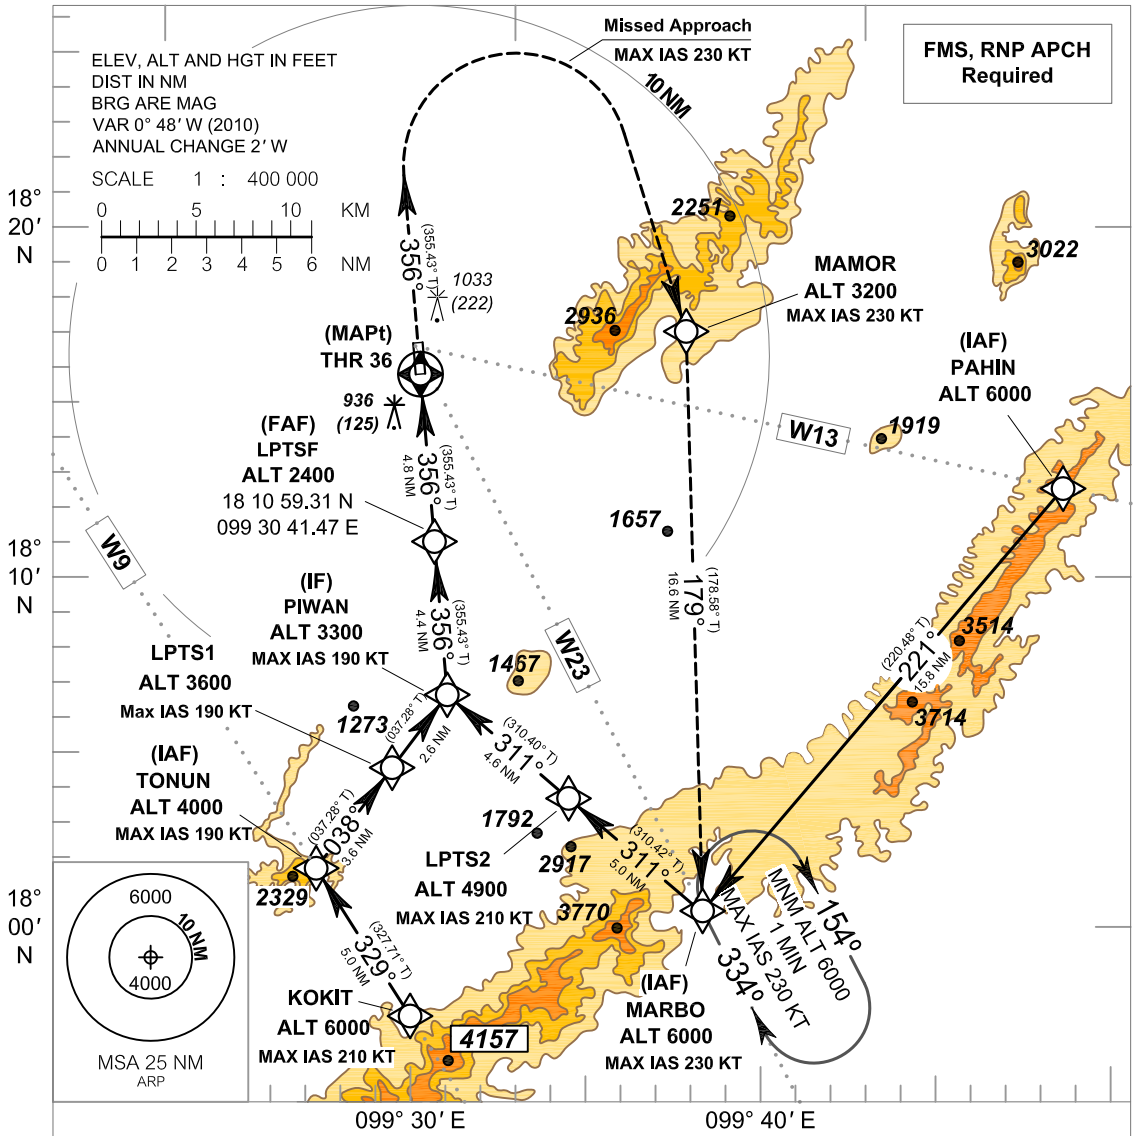 ELEV, ALT AND HGT IN FEET
DIST IN NM
BRG ARE MAG
VAR 0° 48′ W (2010)
ANNUAL CHANGE 2′ W
SCALE 1 : 400 000
0 5 10 KM
0 1 2 3 4 5 6 NM
Missed Approach
MAX IAS 230 KT
FMS, RNP APCH
Required
10 NM
18°
20′
N
2251
3022
MAMOR
ALT 3200
MAX IAS 230 KT
2936
(355.43° T)
356°
1033
(222)
(MAPt)
THR 36
936
(125)
(IAF)
PAHIN
ALT 6000
W13
1919
(FAF)
LPTSF
ALT 2400
18 10 59.31 N
099 30 41.47 E
(355.43° T)
356°
4.8 NM
1657
W9
18°
10′
N
(IF)
PIWAN
ALT 3300
MAX IAS 190 KT
(355.43° T)
356°
4.4 NM
(178.58° T)
179°
16.6 NM
(220.48° T)
221°
15.8 NM
3514
3714
W23
1467
LPTS1
ALT 3600
Max IAS 190 KT
1273
(037.28° T)
2.6 NM
(310.40° T)
311°
4.6 NM
(IAF)
TONUN
ALT 4000
MAX IAS 190 KT
(037.28° T)
038°
3.6 NM
1792
2917
LPTS2
ALT 4900
MAX IAS 210 KT
(310.42° T)
311°
5.0 NM
2329
3770
18°
00′
N
6000
10 NM
4000
MSA 25 NM
ARP
(327.71° T)
329°
5.0 NM
KOKIT
ALT 6000
MAX IAS 210 KT
4157
(IAF)
MARBO
ALT 6000
MAX IAS 230 KT
154°
MNM ALT 6000
1 MIN
MAX IAS 230 KT
334°
099° 30′ E
099° 40′ E